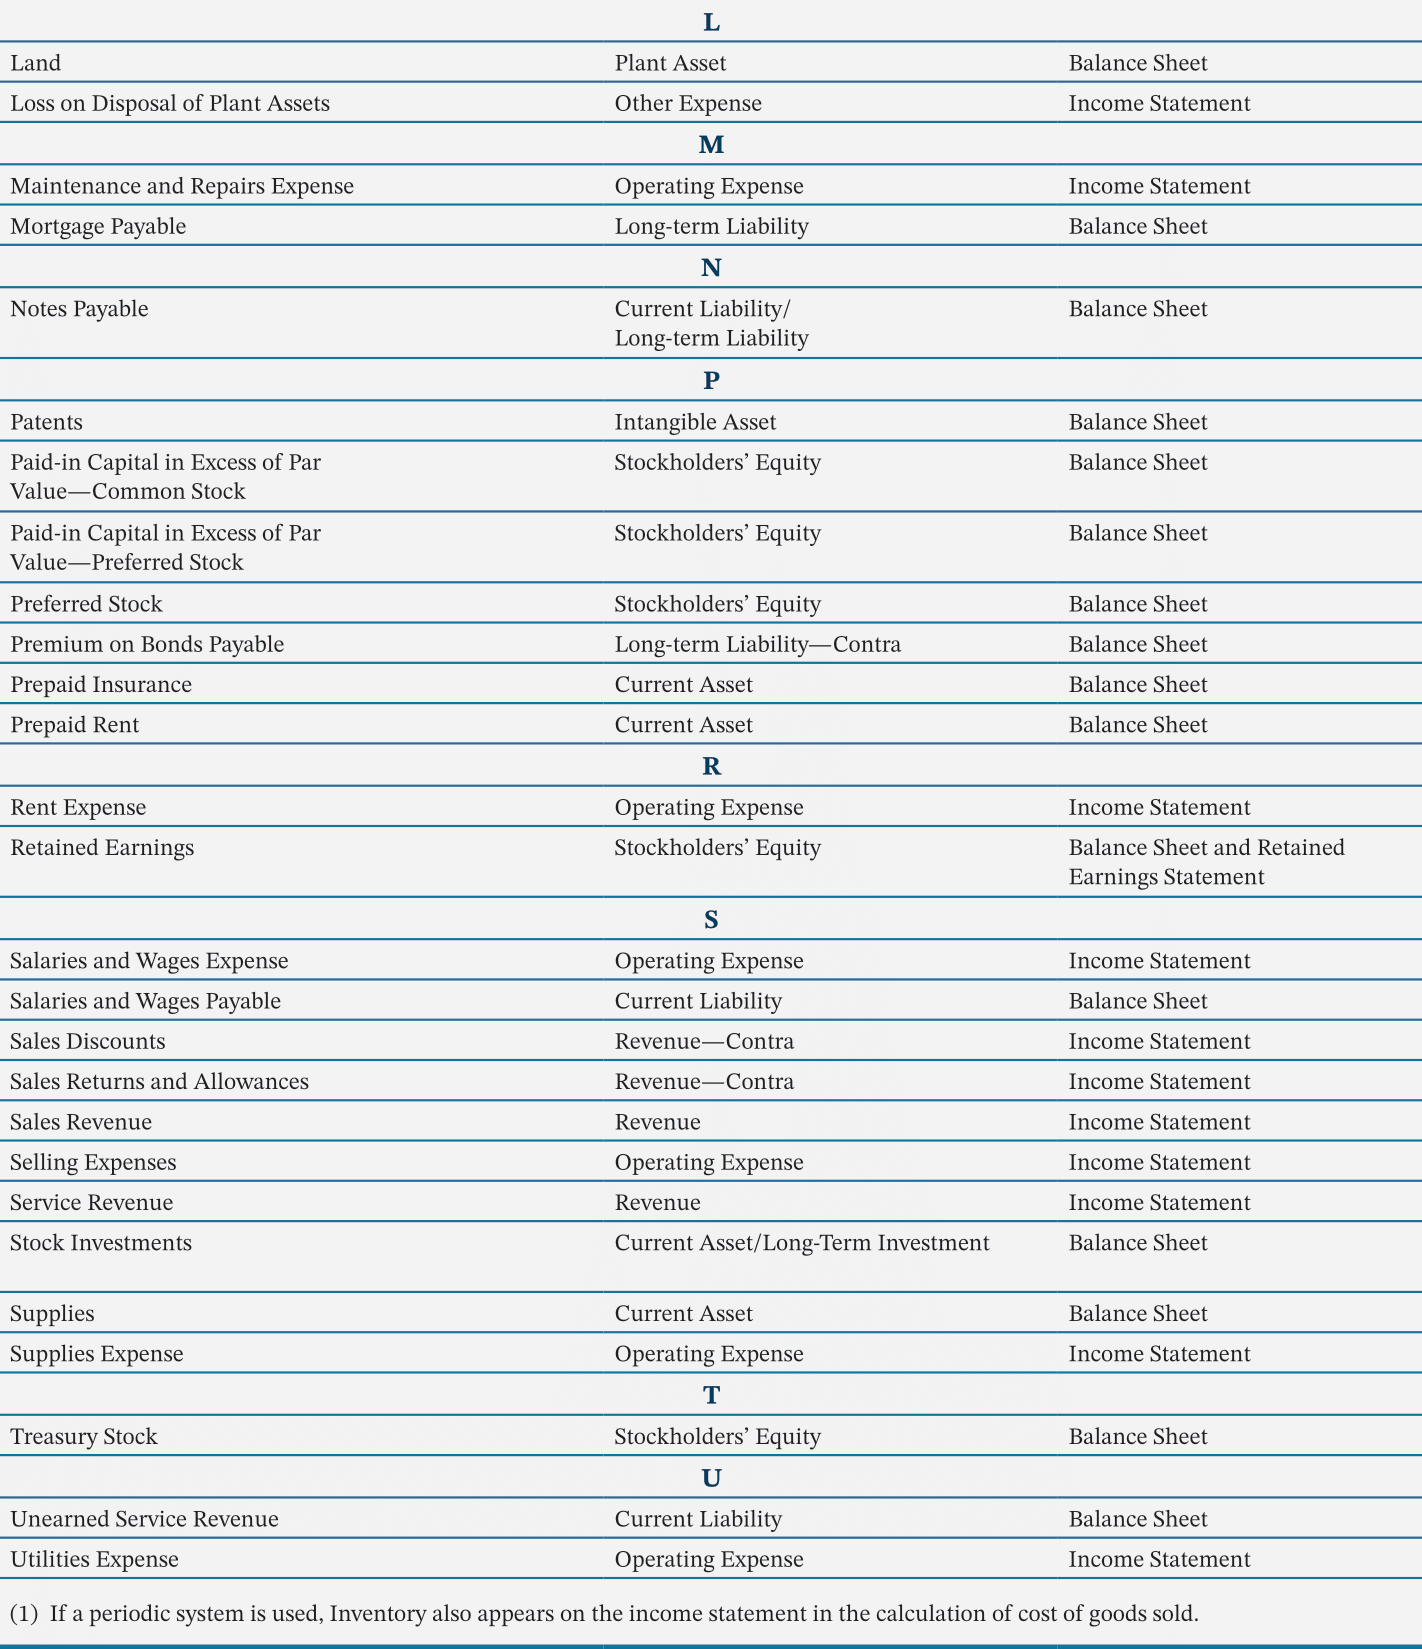 L
Land Plant Asset Balance Sheet
Loss on Disposal of Plant Assets Other Expense Income Statement
M
Maintenance and Repairs Expense Operating Expense Income Statement
Mortgage Payable Long-term Liability Balance Sheet
N
Notes Payable Current Liability/ Balance Sheet
Long-term Liability
P
Patents Intangible Asset Balance Sheet
Paid-in Capital in Excess of Par Stockholders’ Equity Balance Sheet
Value—Common Stock
Paid-in Capital in Excess of Par Stockholders’ Equity Balance Sheet
Value—Preferred Stock
Preferred Stock Stockholders’ Equity Balance Sheet
Premium on Bonds Payable Long-term Liability—Contra Balance Sheet
Prepaid Insurance Current Asset Balance Sheet
Prepaid Rent Current Asset Balance Sheet
R
Rent Expense Operating Expense Income Statement
Retained Earnings Stockholders’ Equity Balance Sheet and Retained
Earnings Statement
S
Salaries and Wages Expense Operating Expense Income Statement
Salaries and Wages Payable Current Liability Balance Sheet
Sales Discounts Revenue—Contra Income Statement
Sales Returns and Allowances Revenue—Contra Income Statement
Sales Revenue Revenue Income Statement
Selling Expenses Operating Expense Income Statement
Service Revenue Revenue Income Statement
Stock Investments Current Asset/Long-Term Investment Balance Sheet
Supplies Current Asset Balance Sheet
Supplies Expense Operating Expense Income Statement
T
Treasury Stock Stockholders’ Equity Balance Sheet
U
Unearned Service Revenue Current Liability Balance Sheet
Utilities Expense Operating Expense Income Statement
(1) If a periodic system is used, Inventory also appears on the income statement in the calculation of cost of goods sold.